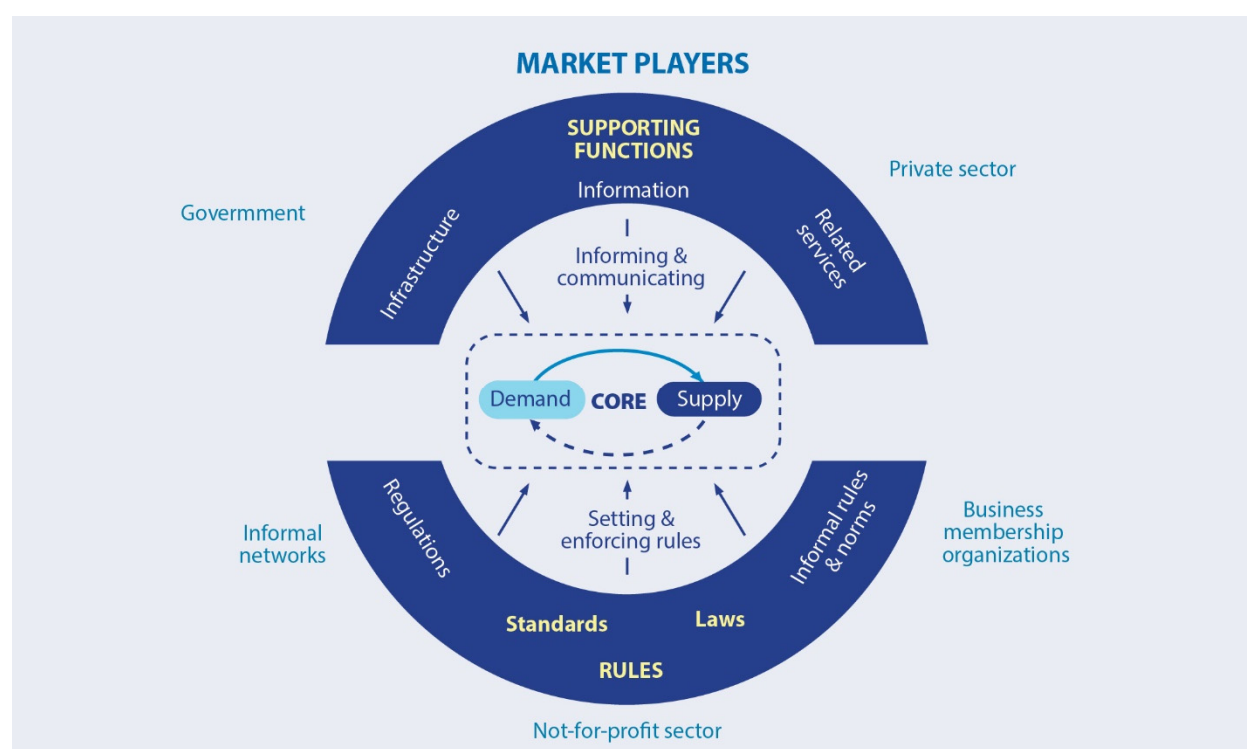 MARKET PLAYERS
SUPPORTING
FUNCTIONS
Private sector
Information
Govermment
Infrastructure
Related
services
Informing &
communicating
Demand
CORE
Supply
Regulations
Informal rules
& norms
Setting &
enforcing rules
Informal
networks
Business
membership
organizations
Standards
Laws
RULES
Not-for-profit sector